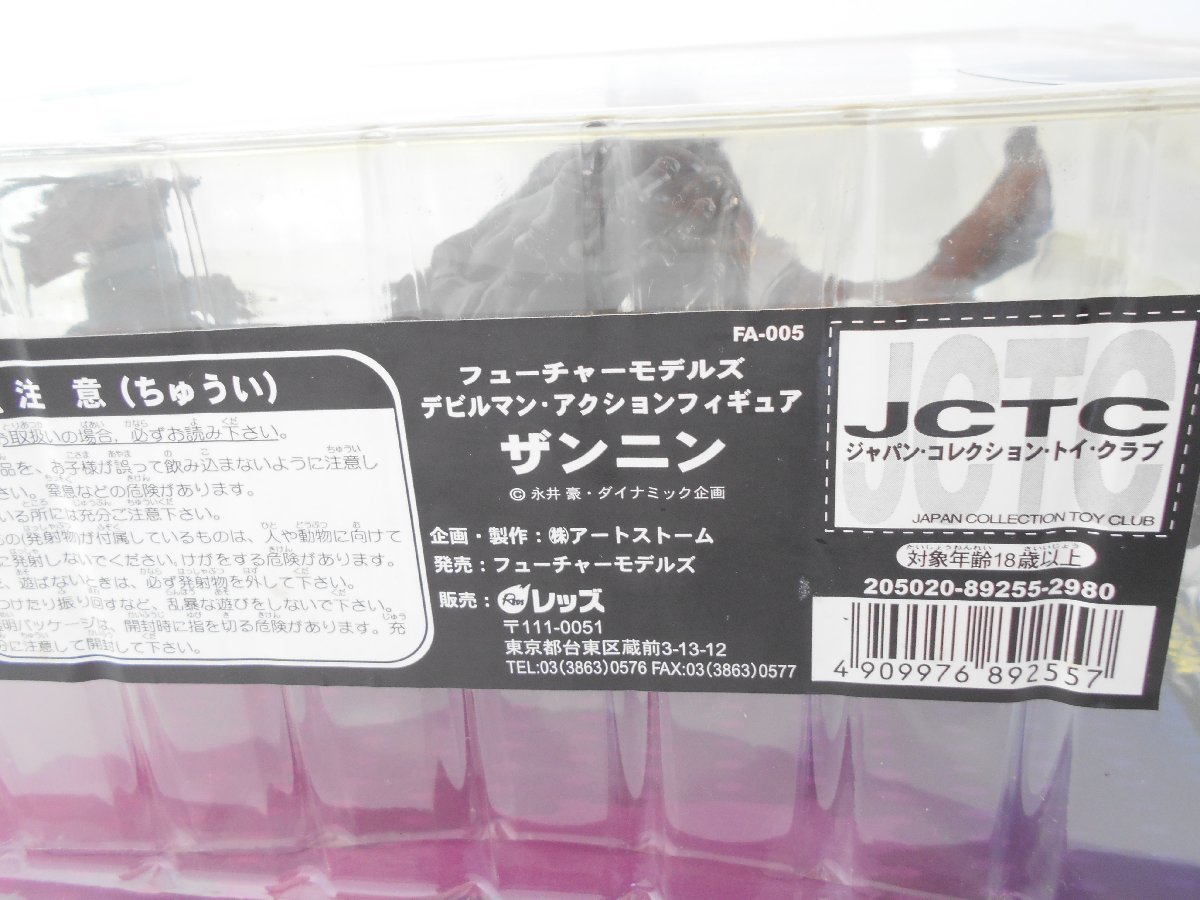 注 意 (ちゅうい)
取扱いの場合、必ずお読み下さい。
品を、お子様が誤って飲み込まないように注意し
さい。窒息などの危険があります。
いる所には充分ご注意下さい。
もの(発射物)が付属しているものは、人や動物に向けて
に発射しないでください。けがをする危険があります。
遊ばないときは、必ず発射物を外して下さい。
つけたり振り回すなど、乱暴な遊びをしないで下さい。
明パッケージは、開封時に指を切る危険があります。充
分に注意して開封して下さい。
FA-005
フューチャーモデルズ
デビルマン・アクションフィギュア
ザンニン
© 永井 豪・ダイナミック企画
企画・製作:㈱アートストーム
発売:フューチャーモデルズ
販売: Reds レッズ
〒111-0051
東京都台東区蔵前3-13-12
TEL:03(3863)0576 FAX:03(3863)0577
JCTC
JCTC
ジャパン・コレクション・トイ・クラブ
JAPAN COLLECTION TOY CLUB
対象年齢18歳以上
205020-89255-2980
4 909976 892557